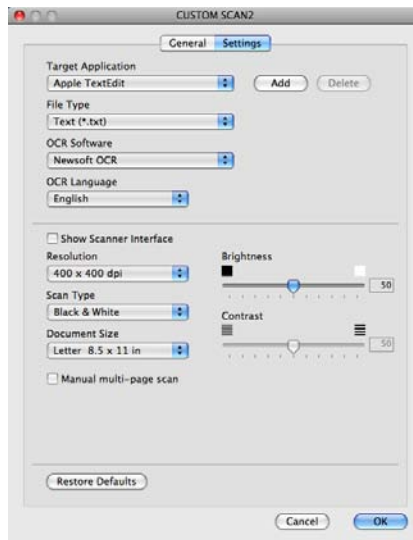 CUSTOM SCAN2
General Settings
Target Application
Apple TextEdit Add Delete
File Type
Text (*.txt)
OCR Software
Newsoft OCR
OCR Language
English
Show Scanner Interface
Resolution Brightness
400 x 400 dpi 50
Scan Type
Black & White Contrast
Document Size 50
Letter 8.5 x 11 in
Manual multi-page scan
Restore Defaults
Cancel OK